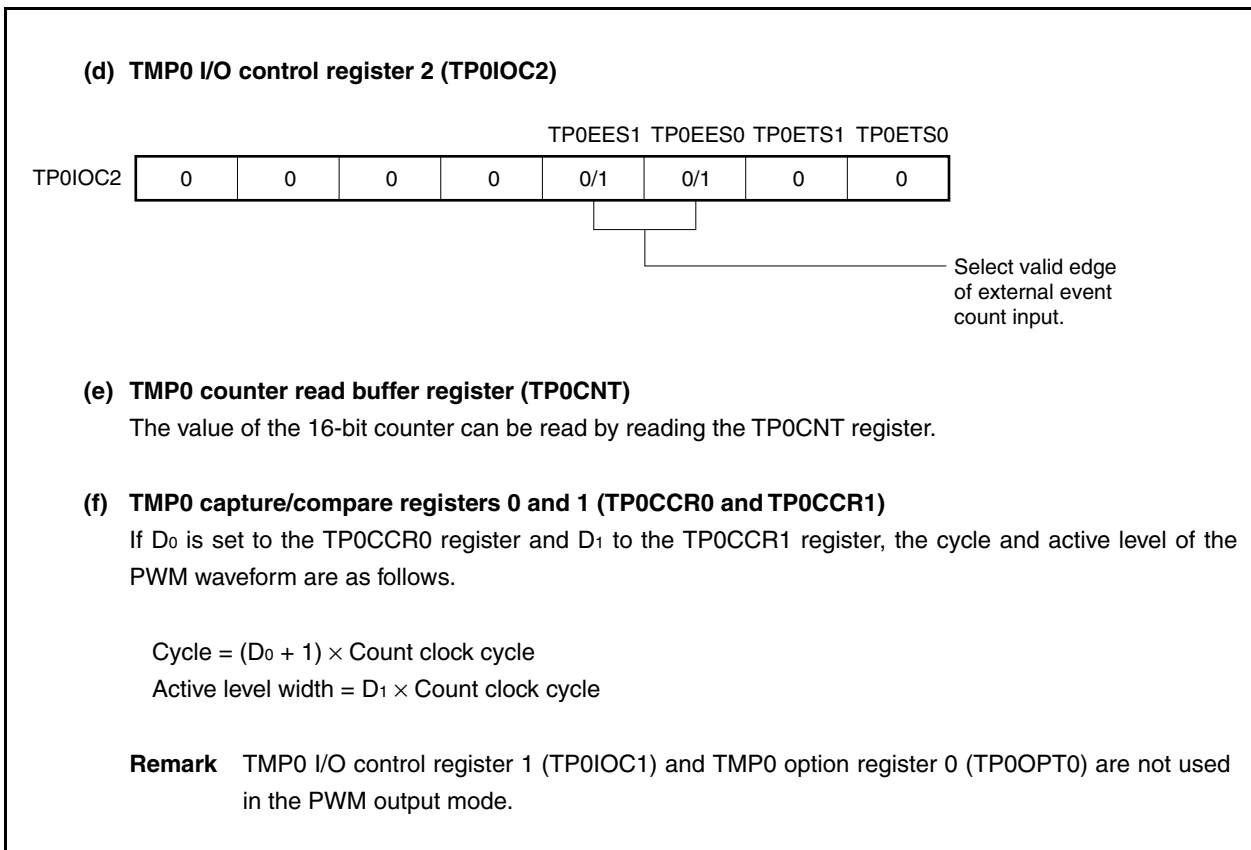 (d) TMP0 I/O control register 2 (TP0IOC2)
TP0EES1 TP0EES0 TP0ETS1 TP0ETS0
TP0IOC2 0 0 0 0 0/1 0/1 0 0
Select valid edge
of external event
count input.
(e) TMP0 counter read buffer register (TP0CNT)
The value of the 16-bit counter can be read by reading the TP0CNT register.
(f) TMP0 capture/compare registers 0 and 1 (TP0CCR0 and TP0CCR1)
If D0 is set to the TP0CCR0 register and D1 to the TP0CCR1 register, the cycle and active level of the
PWM waveform are as follows.
Cycle = (D0 + 1) × Count clock cycle
Active level width = D1 × Count clock cycle
Remark TMP0 I/O control register 1 (TP0IOC1) and TMP0 option register 0 (TP0OPT0) are not used
in the PWM output mode.